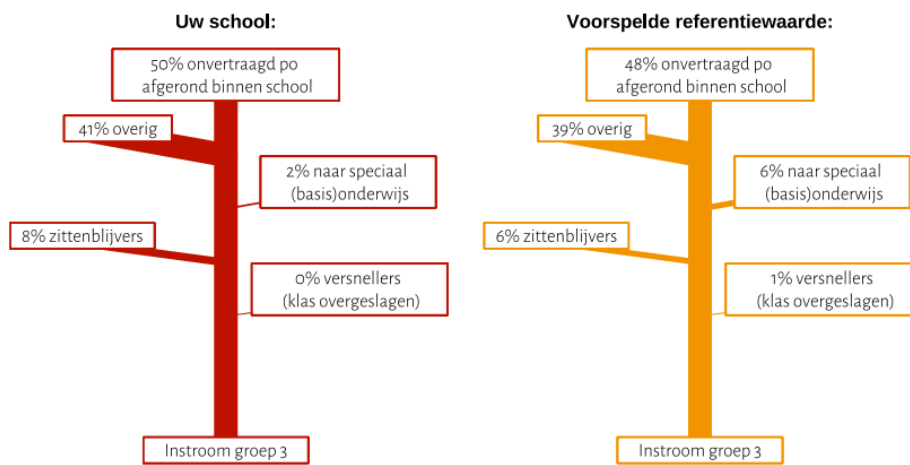 Uw school:
50% onvertraagd po
afgerond binnen school
41% overig
2% naar speciaal
(basis)onderwijs
8% zittenblijvers
0% versnellers
(klas overgeslagen)
Instroom groep 3
Voorspelde referentiewaarde:
48% onvertraagd po
afgerond binnen school
39% overig
6% naar speciaal
(basis)onderwijs
6% zittenblijvers
1% versnellers
(klas overgeslagen)
Instroom groep 3